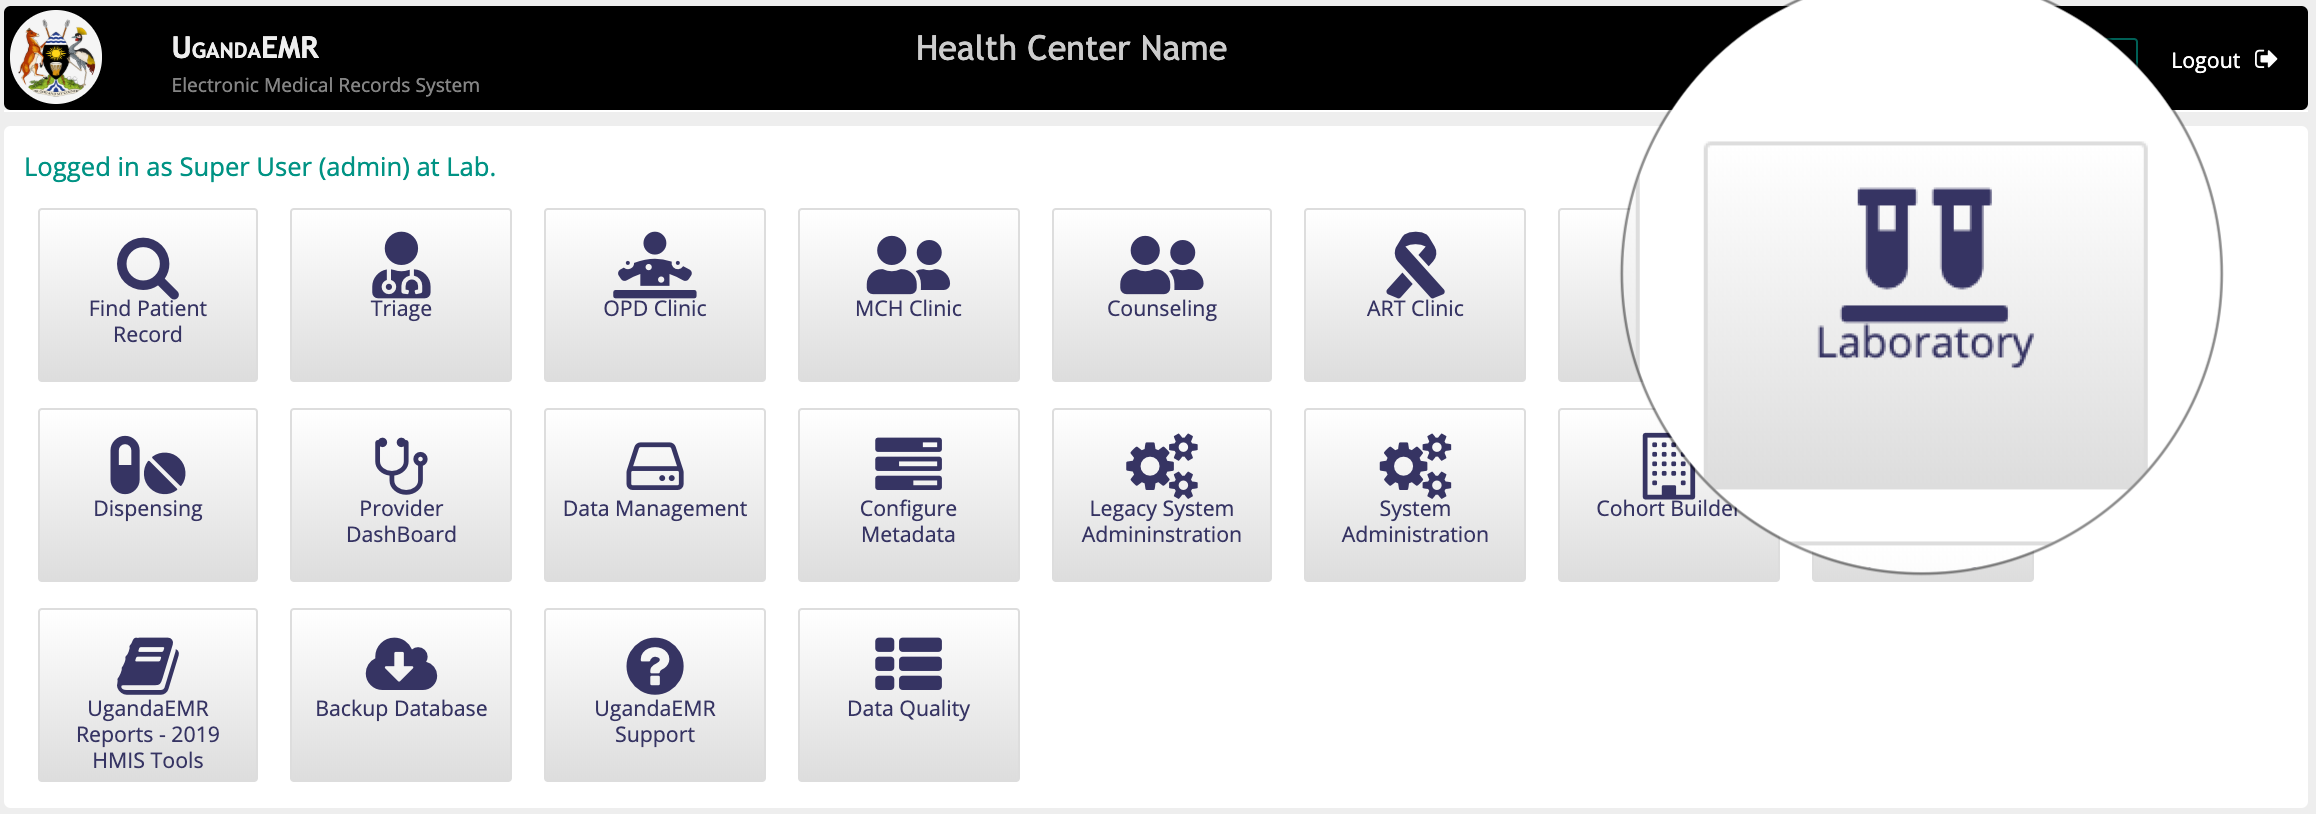 UGANDAEMR
Electronic Medical Records System
Health Center Name
Logout
Logged in as Super User (admin) at Lab.
Find Patient
Record
Triage
OPD Clinic
MCH Clinic
Counseling
ART Clinic
Laboratory
Dispensing
Provider
DashBoard
Data Management
Configure
Metadata
Legacy System
Admininstration
System
Administration
Cohort Builder
UgandaEMR
Reports - 2019
HMIS Tools
Backup Database
UgandaEMR
Support
Data Quality